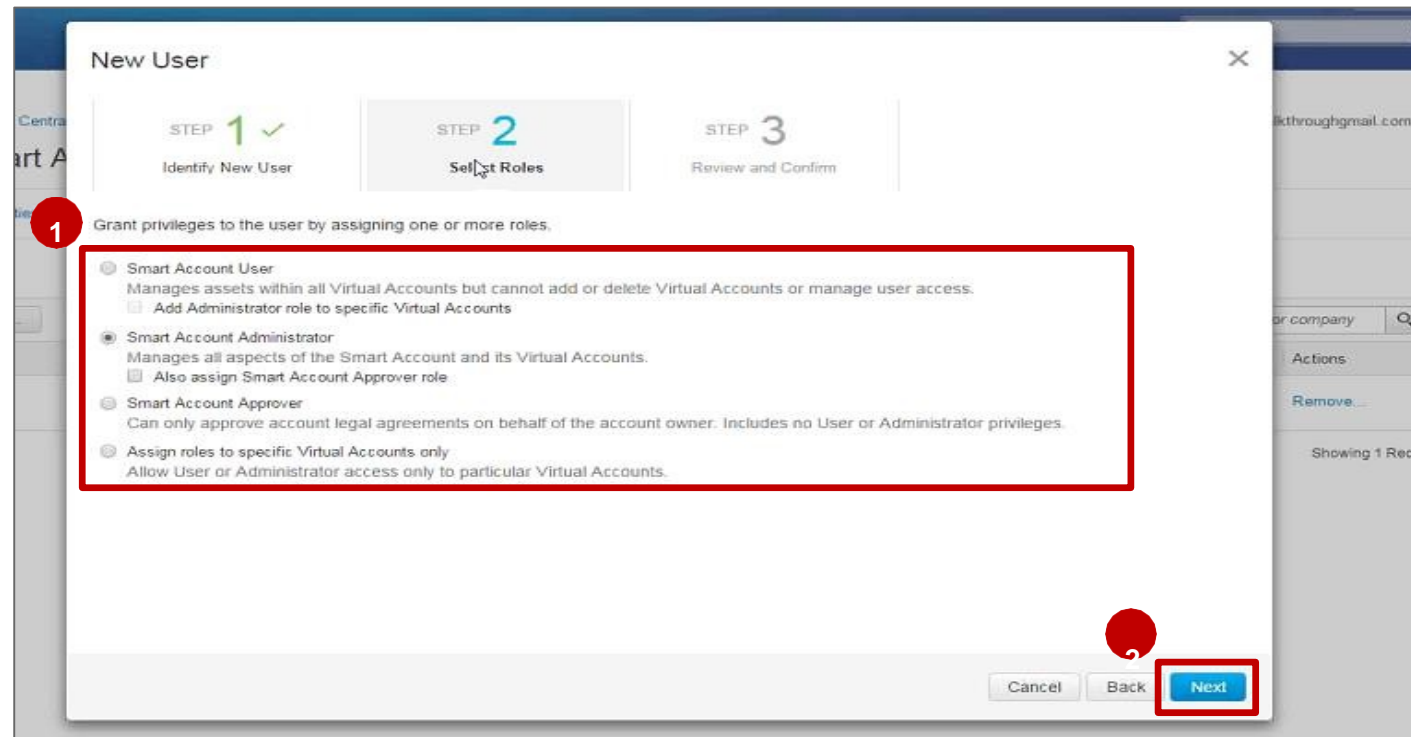 New User
Centra
lkthroughgmail.com
art A
STEP 1
STEP 2
STEP 3
Identify New User
Select Roles
Review and Confirm
1
Grant privileges to the user by assigning one or more roles.
Smart Account User
Manages assets within all Virtual Accounts but cannot add or delete Virtual Accounts or manage user access.
Add Administrator role to specific Virtual Accounts
or company
Smart Account Administrator
Manages all aspects of the Smart Account and its Virtual Accounts.
Actions
Also assign Smart Account Approver role
Smart Account Approver
Remove...
Can only approve account legal agreements on behalf of the account owner. Includes no User or Administrator privileges.
Assign roles to specific Virtual Accounts only
Showing 1 Rec
Allow User or Administrator access only to particular Virtual Accounts.
2
Cancel
Back
Next